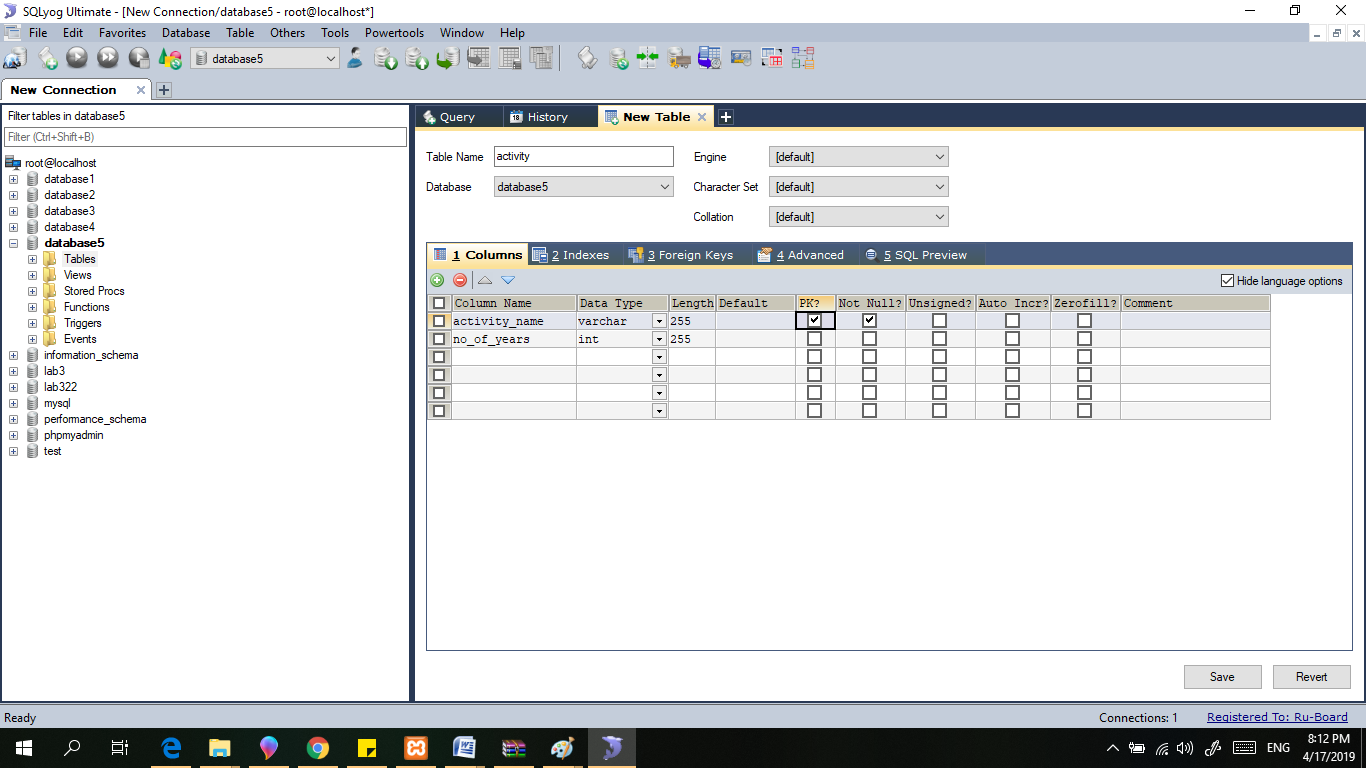 SQLyog Ultimate - [New Connection/database5 - root@localhost*]
File Edit Favorites Database Table Others Tools Powertools Window Help
database5
New Connection
Filter tables in database5
Filter (Ctrl+Shift+B)
root@localhost
database1
database2
database3
database4
database5
Tables
Views
Stored Procs
Functions
Triggers
Events
information_schema
lab3
lab322
mysql
performance_schema
phpmyadmin
test
Query 18 History New Table
Table Name activity Engine [default]
Database database5 Character Set [default]
Collation [default]
1 Columns 2 Indexes 3 Foreign Keys 4 Advanced 5 SQL Preview
Hide language options
Column Name Data Type Length Default PK? Not Null? Unsigned? Auto Incr? Zerofill? Comment
activity_name varchar 255
no_of_years int 255
Save Revert
Ready Connections: 1 Registered To: Ru-Board
ENG 8:12 PM
4/17/2019